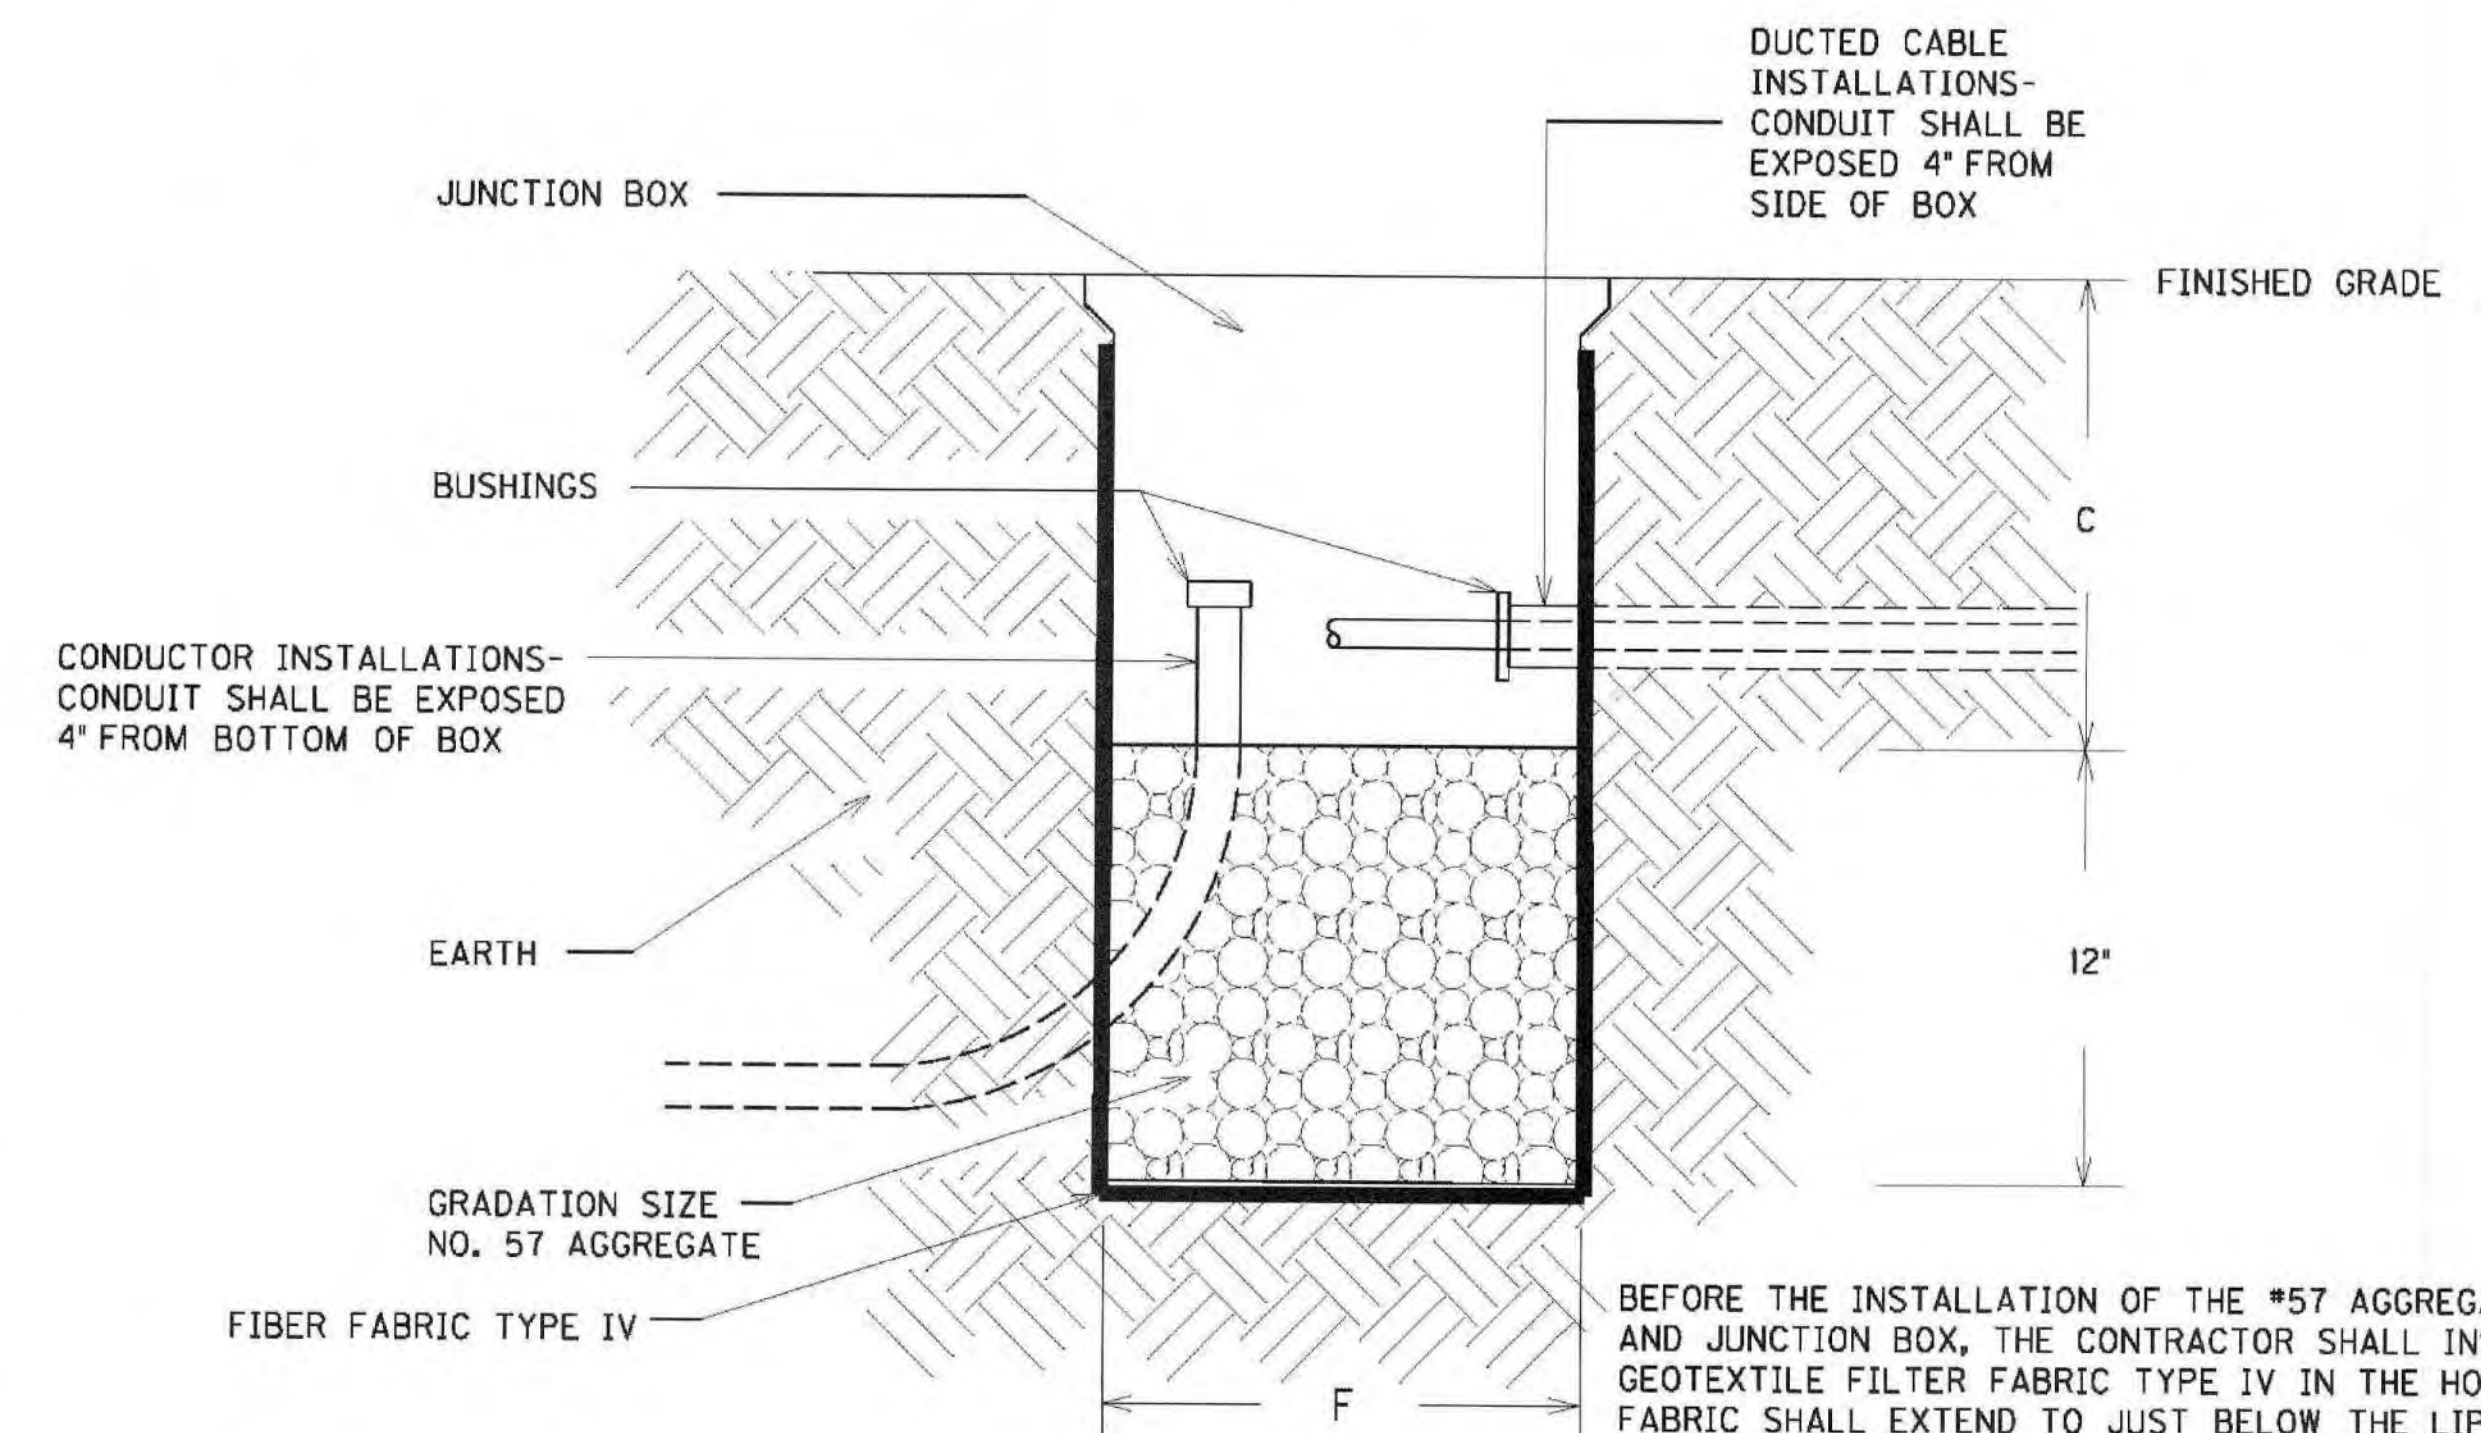 DUCTED CABLE
INSTALLATIONS-
CONDUIT SHALL BE
EXPOSED 4" FROM
SIDE OF BOX
JUNCTION BOX
FINISHED GRADE
BUSHINGS
C
CONDUCTOR INSTALLATIONS-
CONDUIT SHALL BE EXPOSED
4" FROM BOTTOM OF BOX
EARTH
12"
GRADATION SIZE
NO. 57 AGGREGATE
FIBER FABRIC TYPE IV
BEFORE THE INSTALLATION OF THE #57
AND JUNCTION BOX, THE CONTRACTOR SHALL
GEOTEXTILE FILTER FABRIC TYPE IV IN THE
FABRIC SHALL EXTEND TO JUST BELOW THE
F